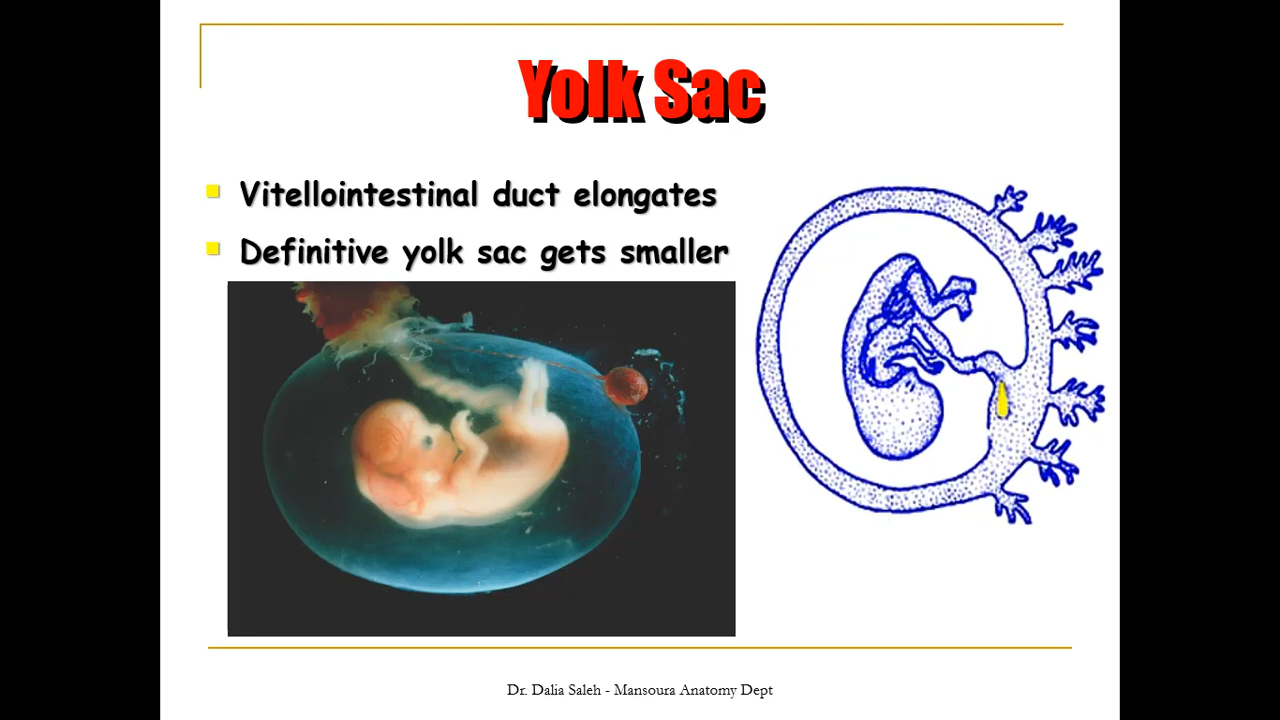 Yolk Sac
Vitellointestinal duct elongates
Definitive yolk sac gets smaller
Dr. Dalia Saleh - Mansoura Anatomy Dept